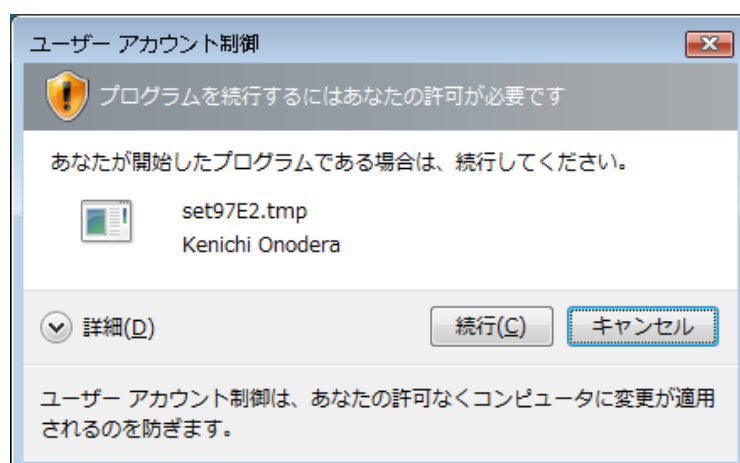 ユーザー アカウント制御
プログラムを続行するにはあなたの許可が必要です
あなたが開始したプログラムである場合は、続行してください。
set97E2.tmp
Kenichi Onodera
詳細(D)
続行(C)
キャンセル
ユーザー アカウント制御は、あなたの許可なくコンピュータに変更が適用
されるのを防ぎます。